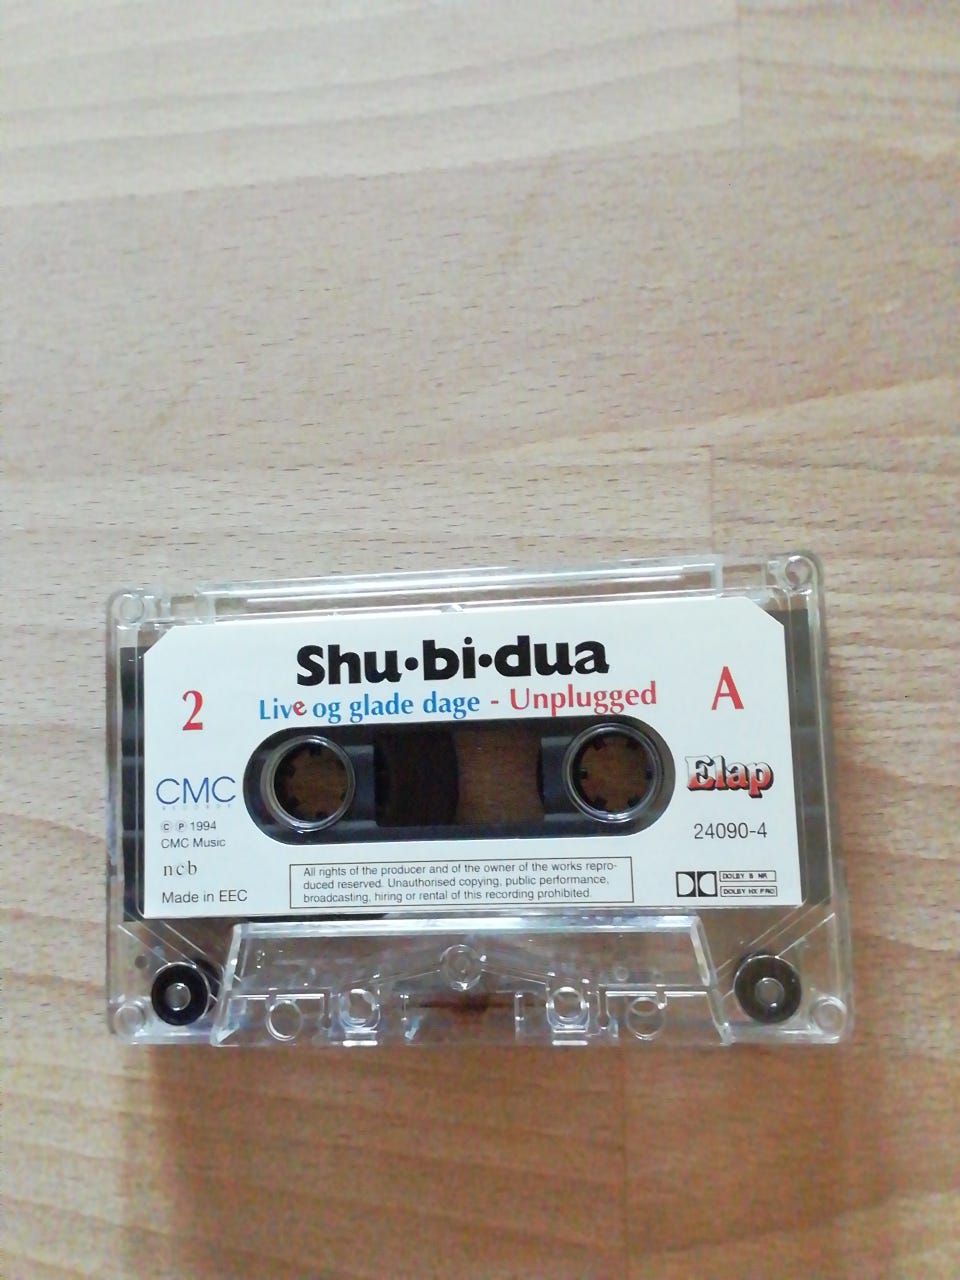 Shu·bi·dua
2
Live og glade dage - Unplugged
A
CMC
RECORDS
Elap
© ℗ 1994
CMC Music
24090-4
ncb
Made in EEC
All rights of the producer and of the owner of the works repro-
duced reserved. Unauthorised copying, public performance,
broadcasting, hiring or rental of this recording prohibited.
DOLBY B NR
DOLBY HX PRO